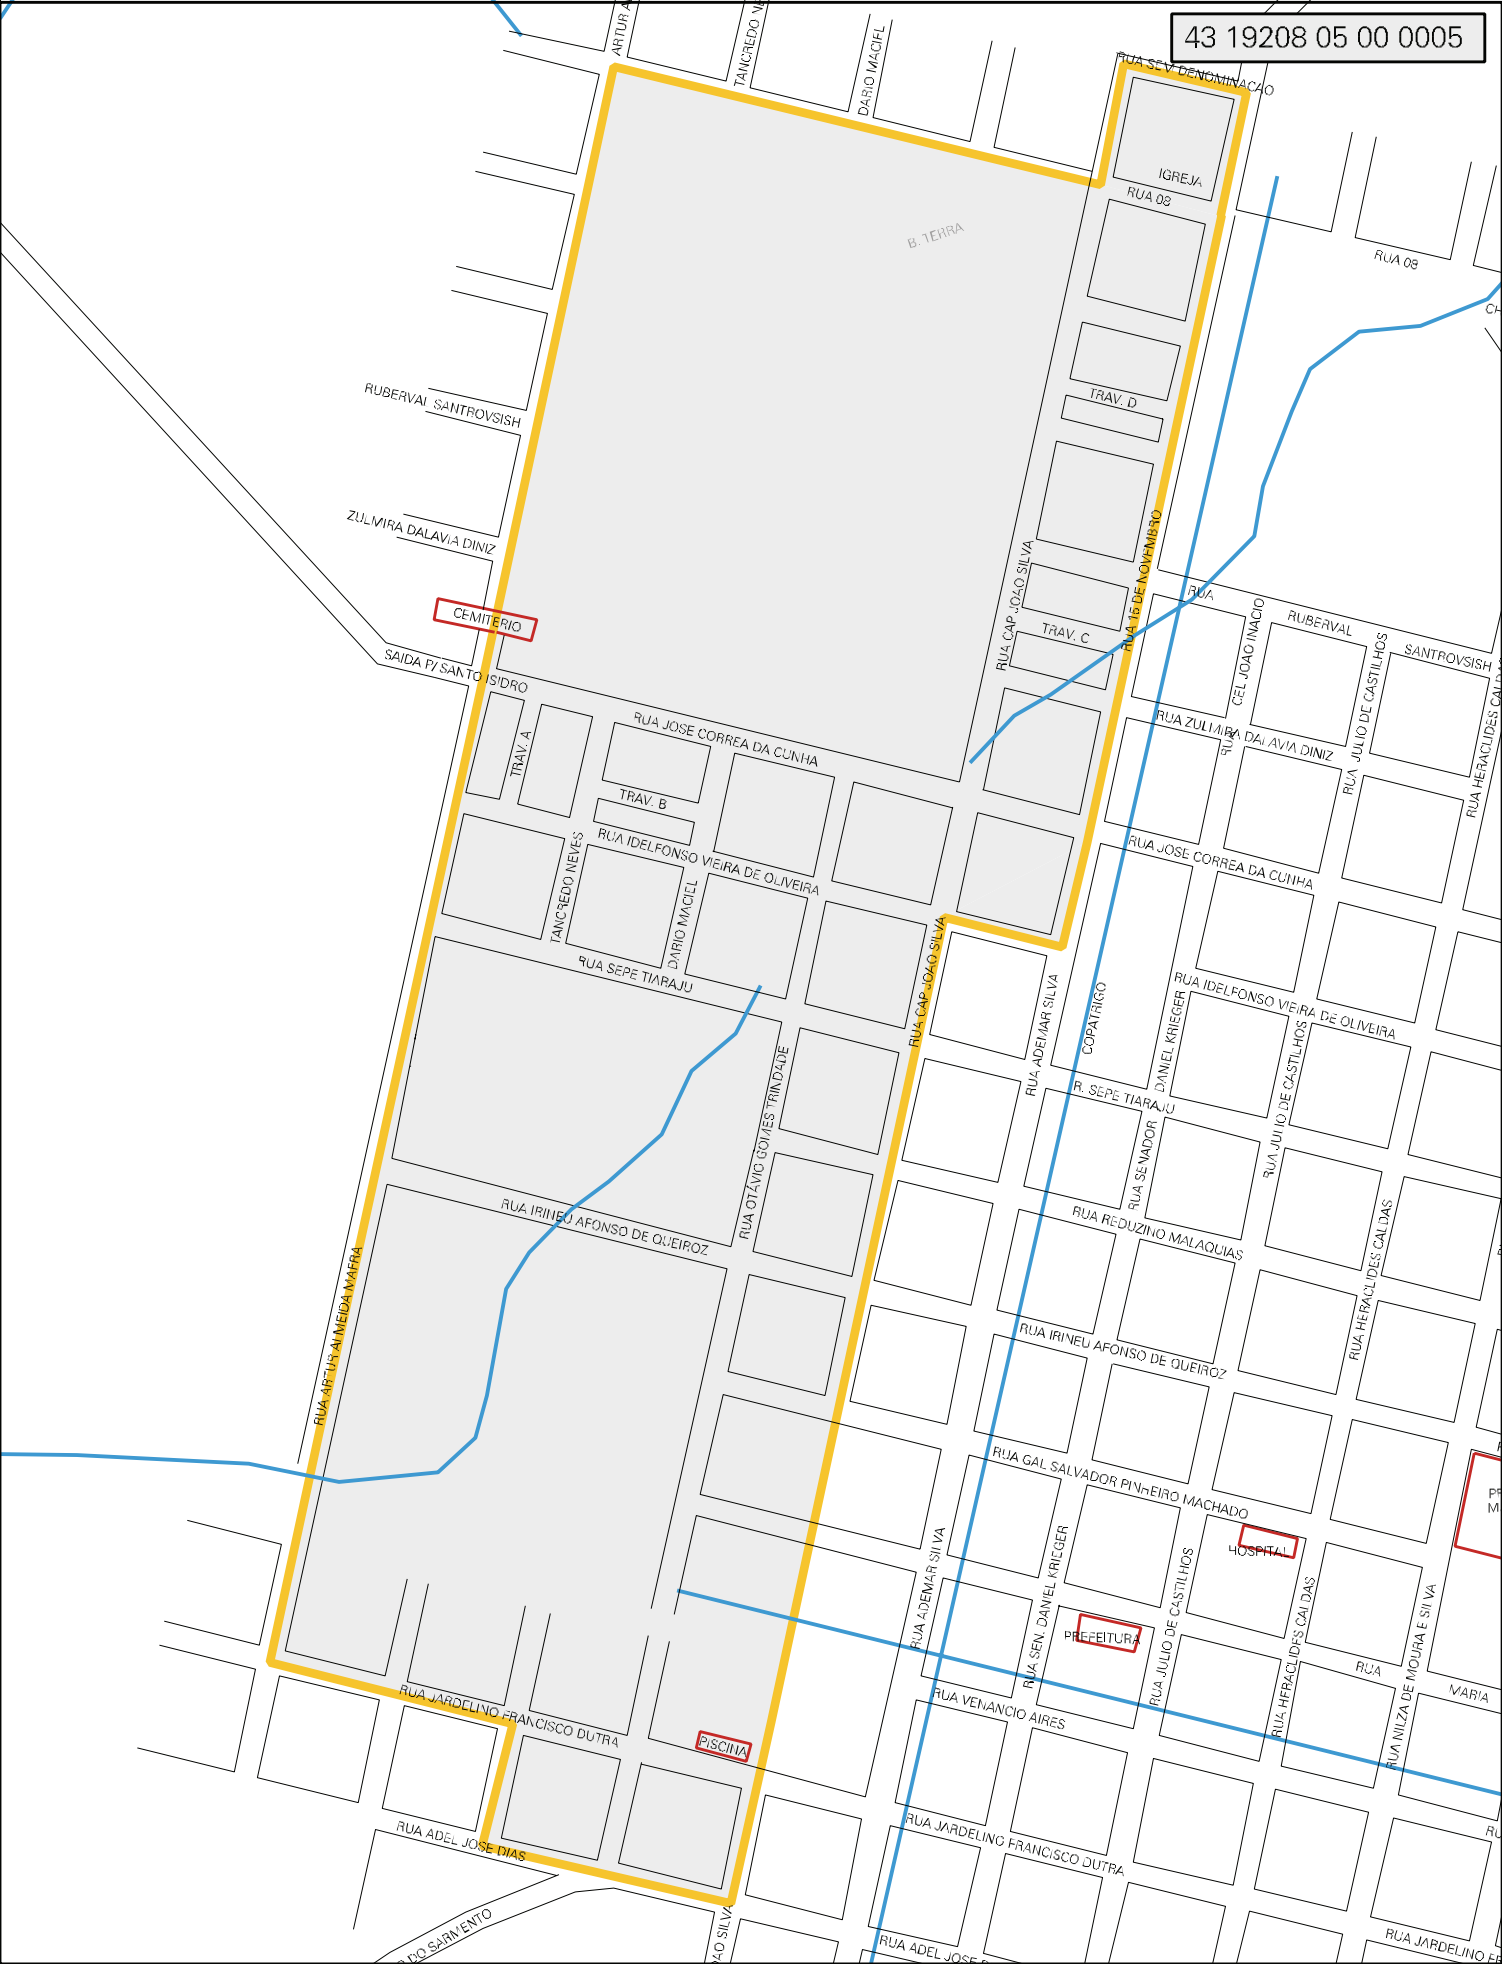 43 19208 05 00 0005
TANCREDO NE
DARIO MACIEL
RUA SEM DENOMINACAO
IGREJA
RUA 08
B. TERRA
RUA 08
RUBERVAL SANTROVSISH
TRAV. D
ZULMIRA DALAVIA DINIZ
RUA CAP JOAO SILVA
RUA 15 DE NOVEMBRO
RUA
RUBERVAL
SANTROVSISH
CEMITERIO
TRAV. C
CEL JOAO INACIO
RUA
RUA JULIO DE CASTILHOS
RUA HERACLIDES CALDAS
SAIDA P/ SANTO ISIDRO
RUA JOSE CORREA DA CUNHA
RUA ZULMIRA DALAVIA DINIZ
TRAV. A
TRAV. B
RUA IDELFONSO VIEIRA DE OLIVEIRA
RUA JOSE CORREA DA CUNHA
TANCREDO NEVES
DARIO MACIEL
RUA SEPE TIARAJU
RUA CAP JOAO SILVA
RUA ADEMAR SILVA
COPATRIGO
RUA IDELFONSO VIEIRA DE OLIVEIRA
DANIEL KRIEGER
RUA SENADOR
RUA JULIO DE CASTILHOS
R. SEPE TIARAJU
RUA OTÁVIO GOMES TRINDADE
RUA IRINEU AFONSO DE QUEIROZ
RUA REDUZINO MALAQUIAS
RUA HERACLIDES CALDAS
RUA ARTUR ALMEIDA MAFRA
RUA IRINEU AFONSO DE QUEIROZ
RUA GAL SALVADOR PINHEIRO MACHADO
HOSPITAL
RUA ADEMAR SILVA
RUA SEN. DANIEL KRIEGER
PREFEITURA
RUA JULIO DE CASTILHOS
RUA HERACLIDES CALDAS
RUA NILZA DE MOURA E SILVA
RUA
MARIA
RUA JARDELINO FRANCISCO DUTRA
RUA VENANCIO AIRES
PISCINA
RUA ADEL JOSE DIAS
RUA JARDELINO FRANCISCO DUTRA
DO SARMENTO
RUA ADEL JOSE
RUA JARDELINO